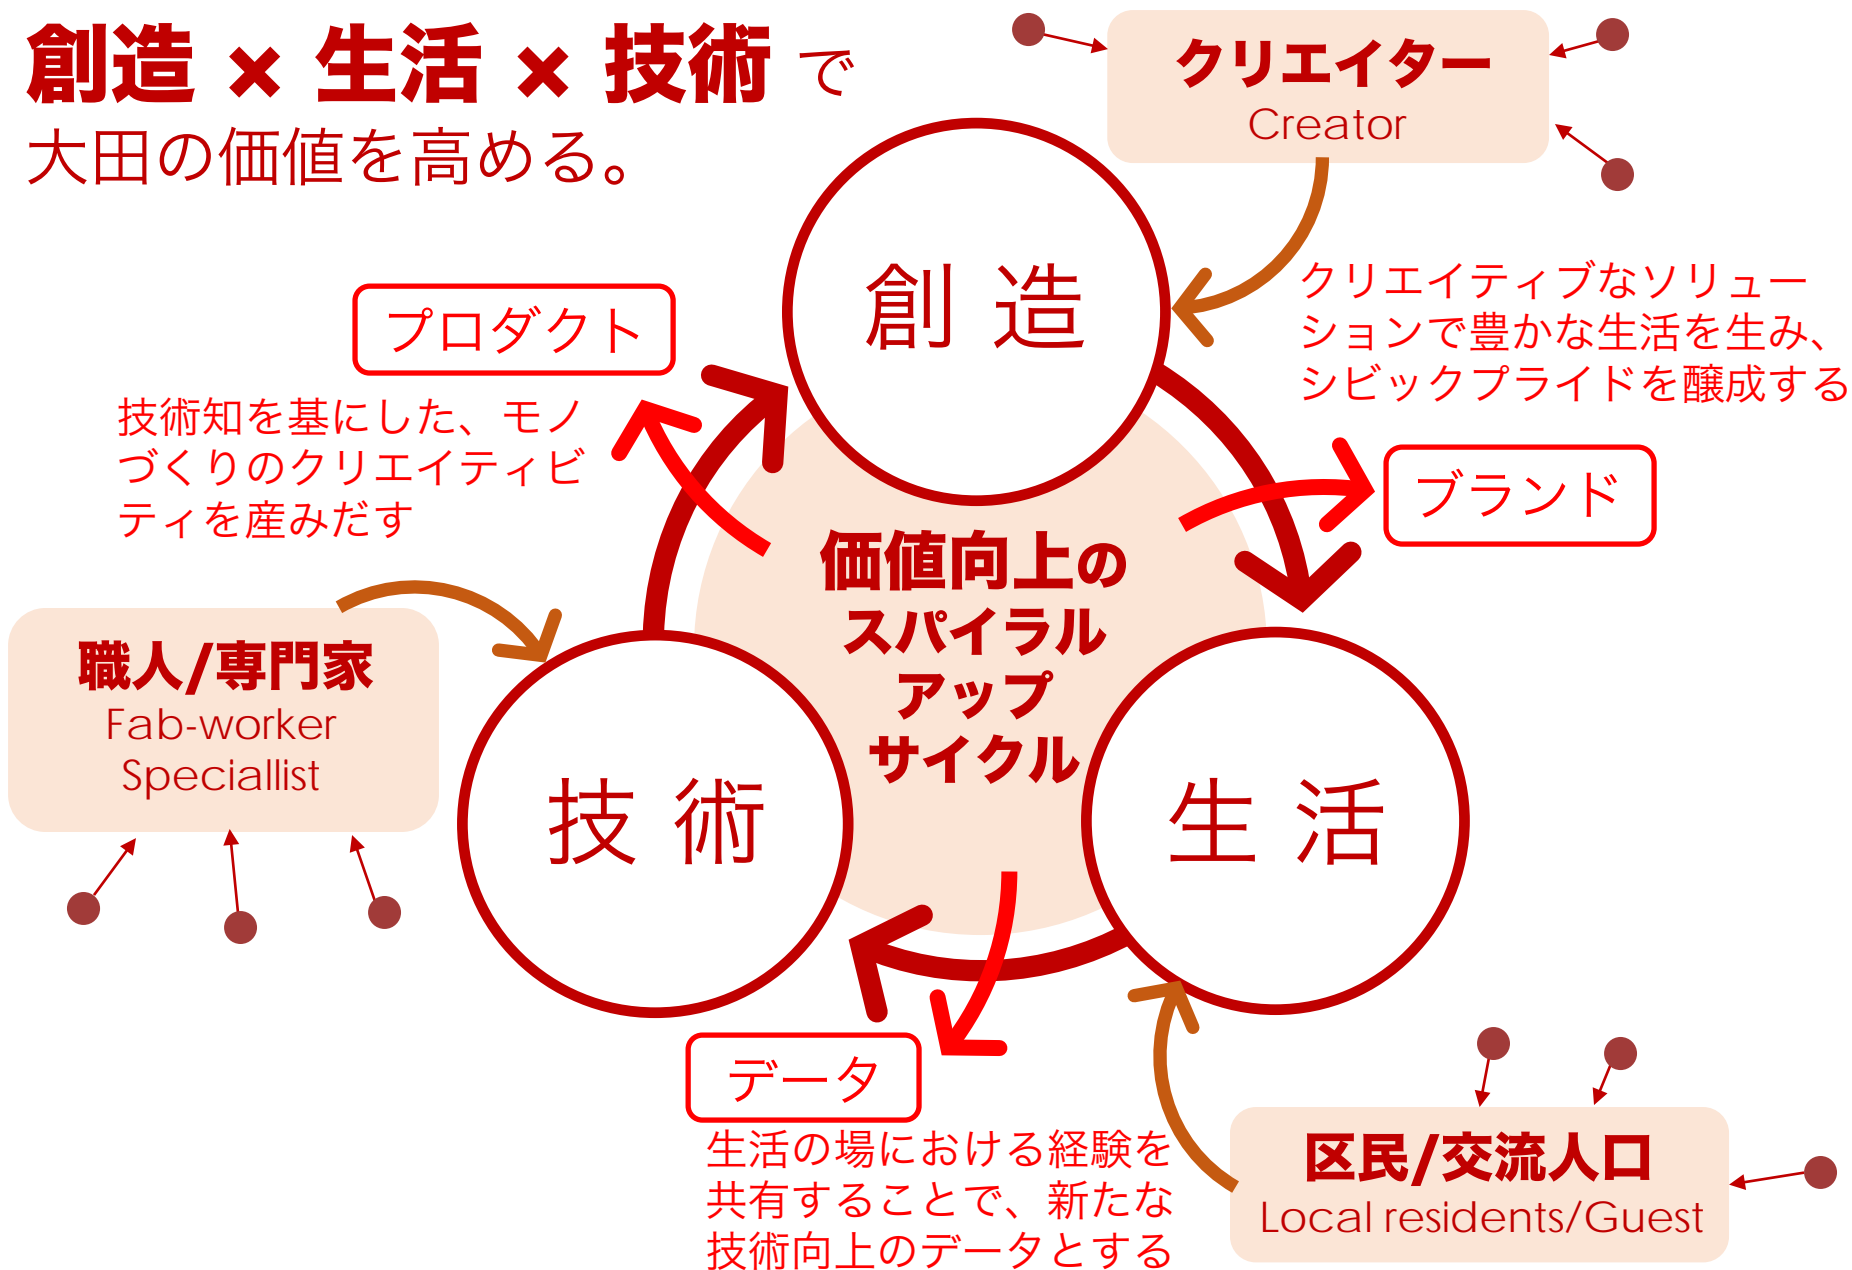 創造 × 生活 × 技術 で
大田の価値を高める。
クリエイター
Creator
創 造
クリエイティブなソリュー
ションで豊かな生活を生み、
シビックプライドを醸成する
プロダクト
技術知を基にした、モノ
づくりのクリエイティビ
ティを産みだす
ブランド
価値向上の
スパイラル
アップ
サイクル
職人/専門家
Fab-worker
Speciallist
技 術
生 活
データ
生活の場における経験を
共有することで、新たな
技術向上のデータとする
区民/交流人口
Local residents/Guest